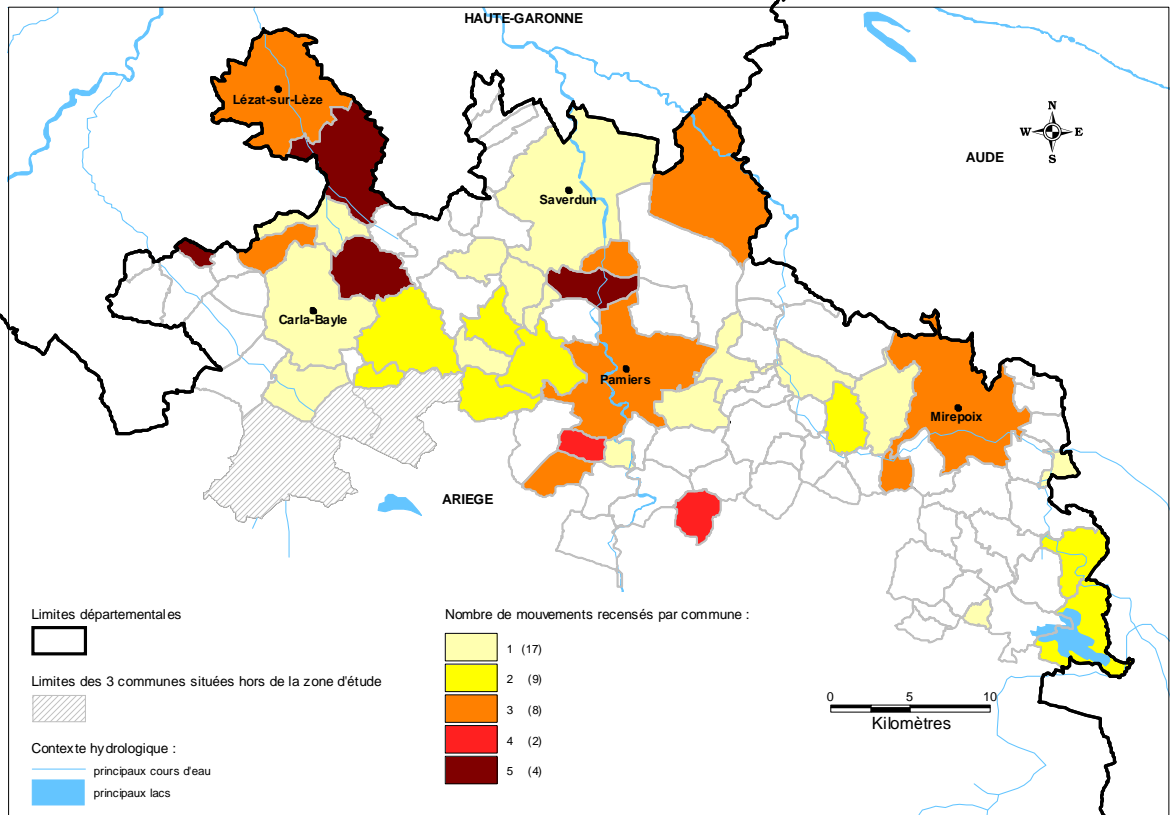 HAUTE-GARONNE
Lézat-sur-Lèze
N
W E
S
AUDE
Saverdun
Carla-Bayle
Pamiers
Mirepoix
ARIEGE
Limites départementales
Limites des 3 communes situées hors de la zone d'étude
Contexte hydrologique :
principaux cours d'eau
principaux lacs
Nombre de mouvements recensés par commune :
1 (17)
2 (9)
3 (8)
4 (2)
5 (4)
0 5 10
Kilomètres